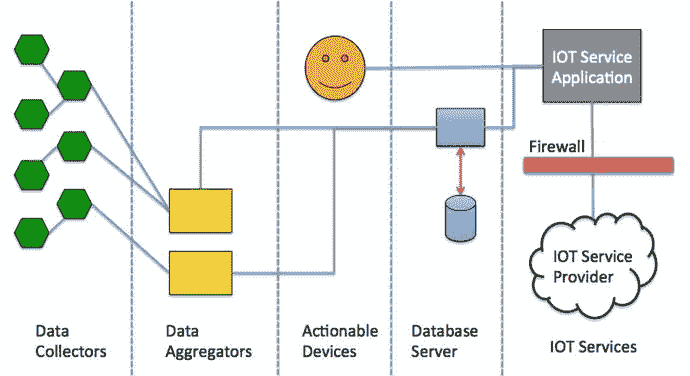 IOT Service
Application
Firewall
IOT Service
Provider
Data
Collectors
Data
Aggregators
Actionable
Devices
Database
Server
IOT Services